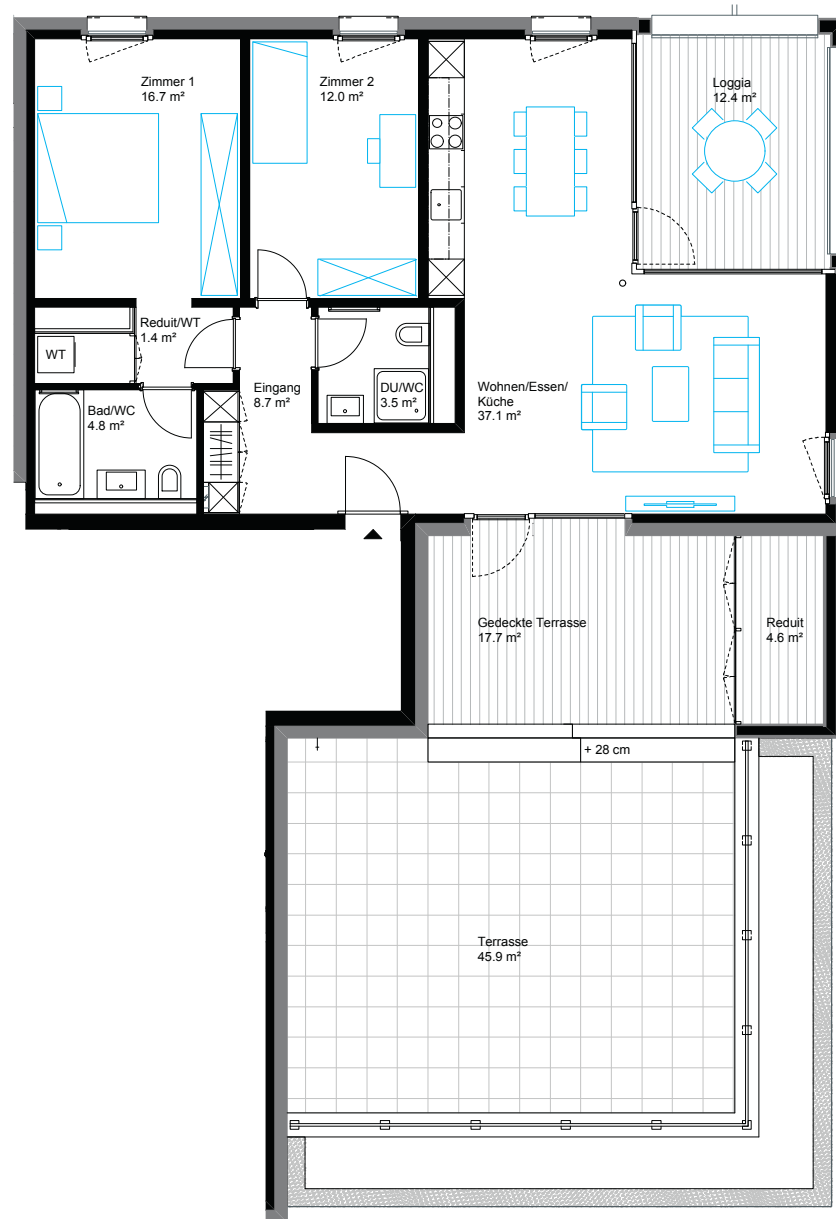 Zimmer 1
16.7 m²
Zimmer 2
12.0 m²
Loggia
12.4 m²
Reduit/WT
1.4 m²
WT
Eingang
8.7 m²
DU/WC
3.5 m²
Wohnen/Essen/
Küche
37.1 m²
Bad/WC
4.8 m²
Gedeckte Terrasse
17.7 m²
Reduit
4.6 m²
+ 28 cm
Terrasse
45.9 m²